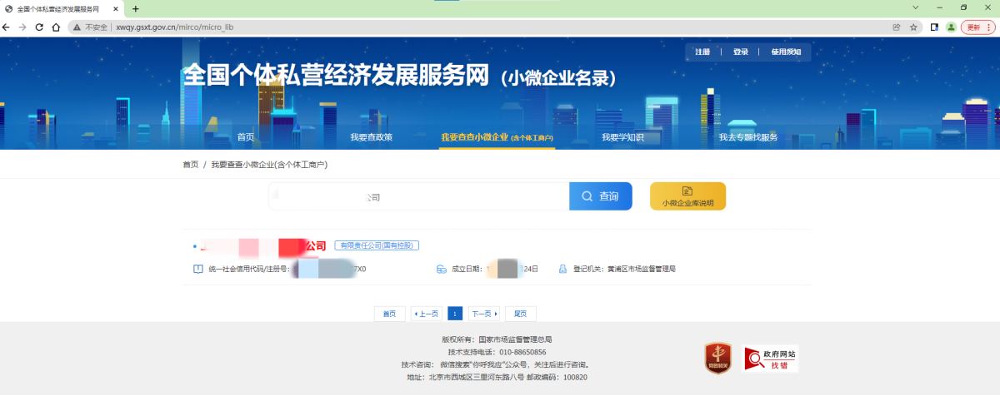 全国个体私营经济发展服务网
更新
不安全 xwqy.gsxt.gov.cn/mirco/micro_lib
注册 登录 使用须知
全国个体私营经济发展服务网 (小微企业名录)
首页 我要查政策 我要查查小微企业 (含个体工商户) 我要学知识 我去专题找服务
首页 / 我要查查小微企业(含个体工商户)
公司 查询 小微企业库说明
公司 有限责任公司(国有控股)
统一社会信用代码/注册号: 7X0 成立日期: 24日 登记机关: 黄浦区市场监督管理局
首页 上一页 1 下一页 尾页
版权所有: 国家市场监督管理总局
技术支持电话: 010-88650856
技术咨询: 微信搜索“你呼我应”公众号，关注后进行咨询。
地址: 北京市西城区三里河东路八号 邮政编码: 100820
党政机关
政府网站
找错